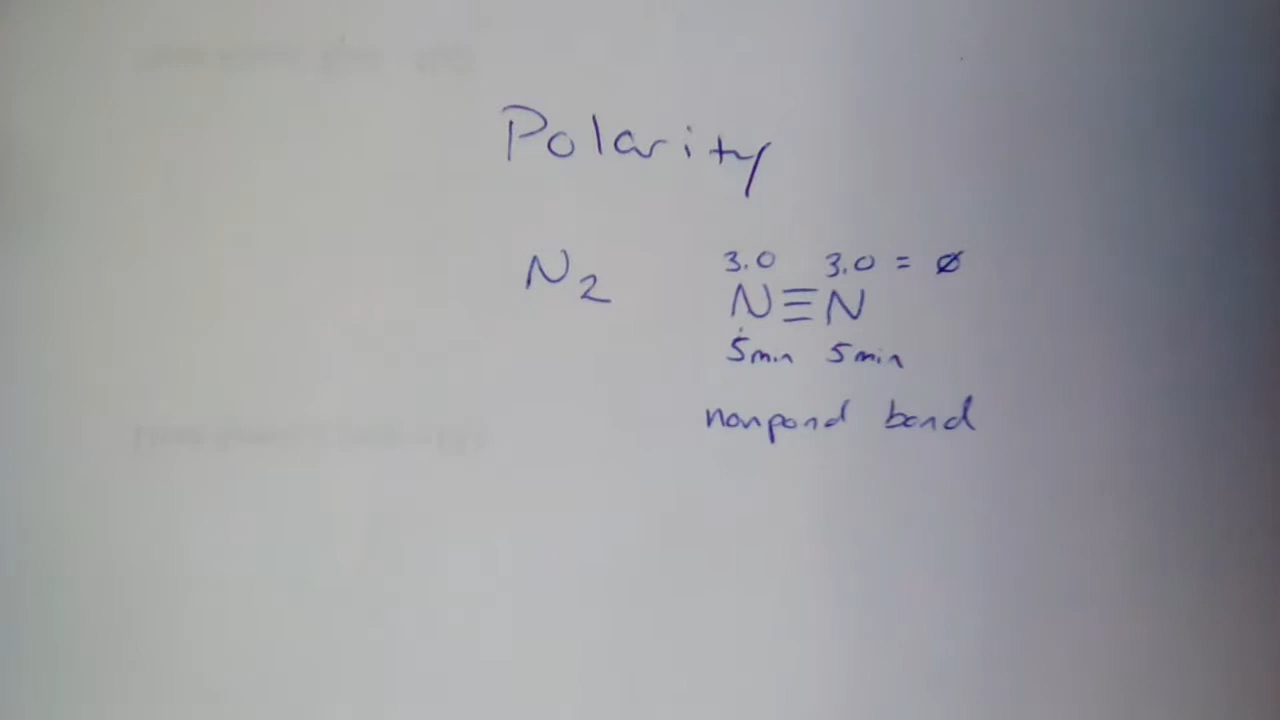 Polarity
3.0 3.0 = ∅
N2 N≡N
5min 5min
nonpond bond